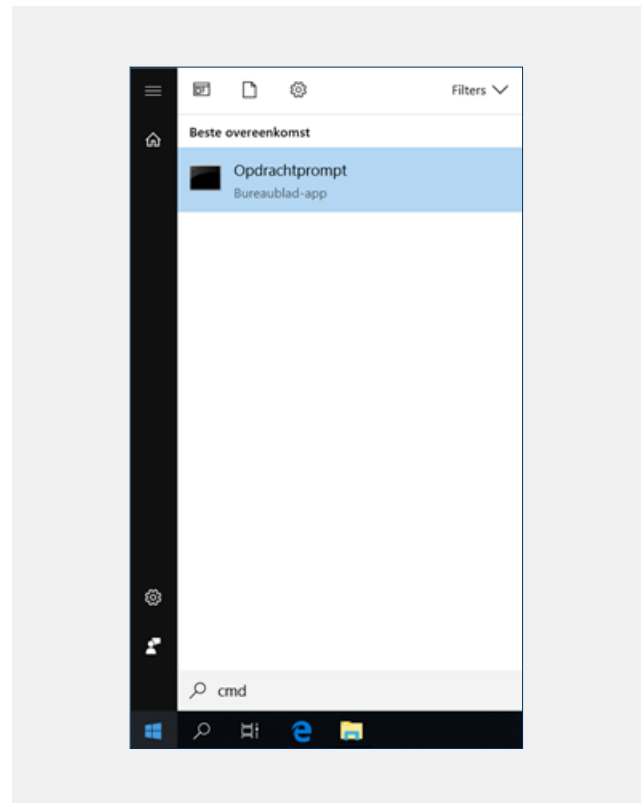 Filters
Beste overeenkomst
Opdrachtprompt
Bureaublad-app
cmd